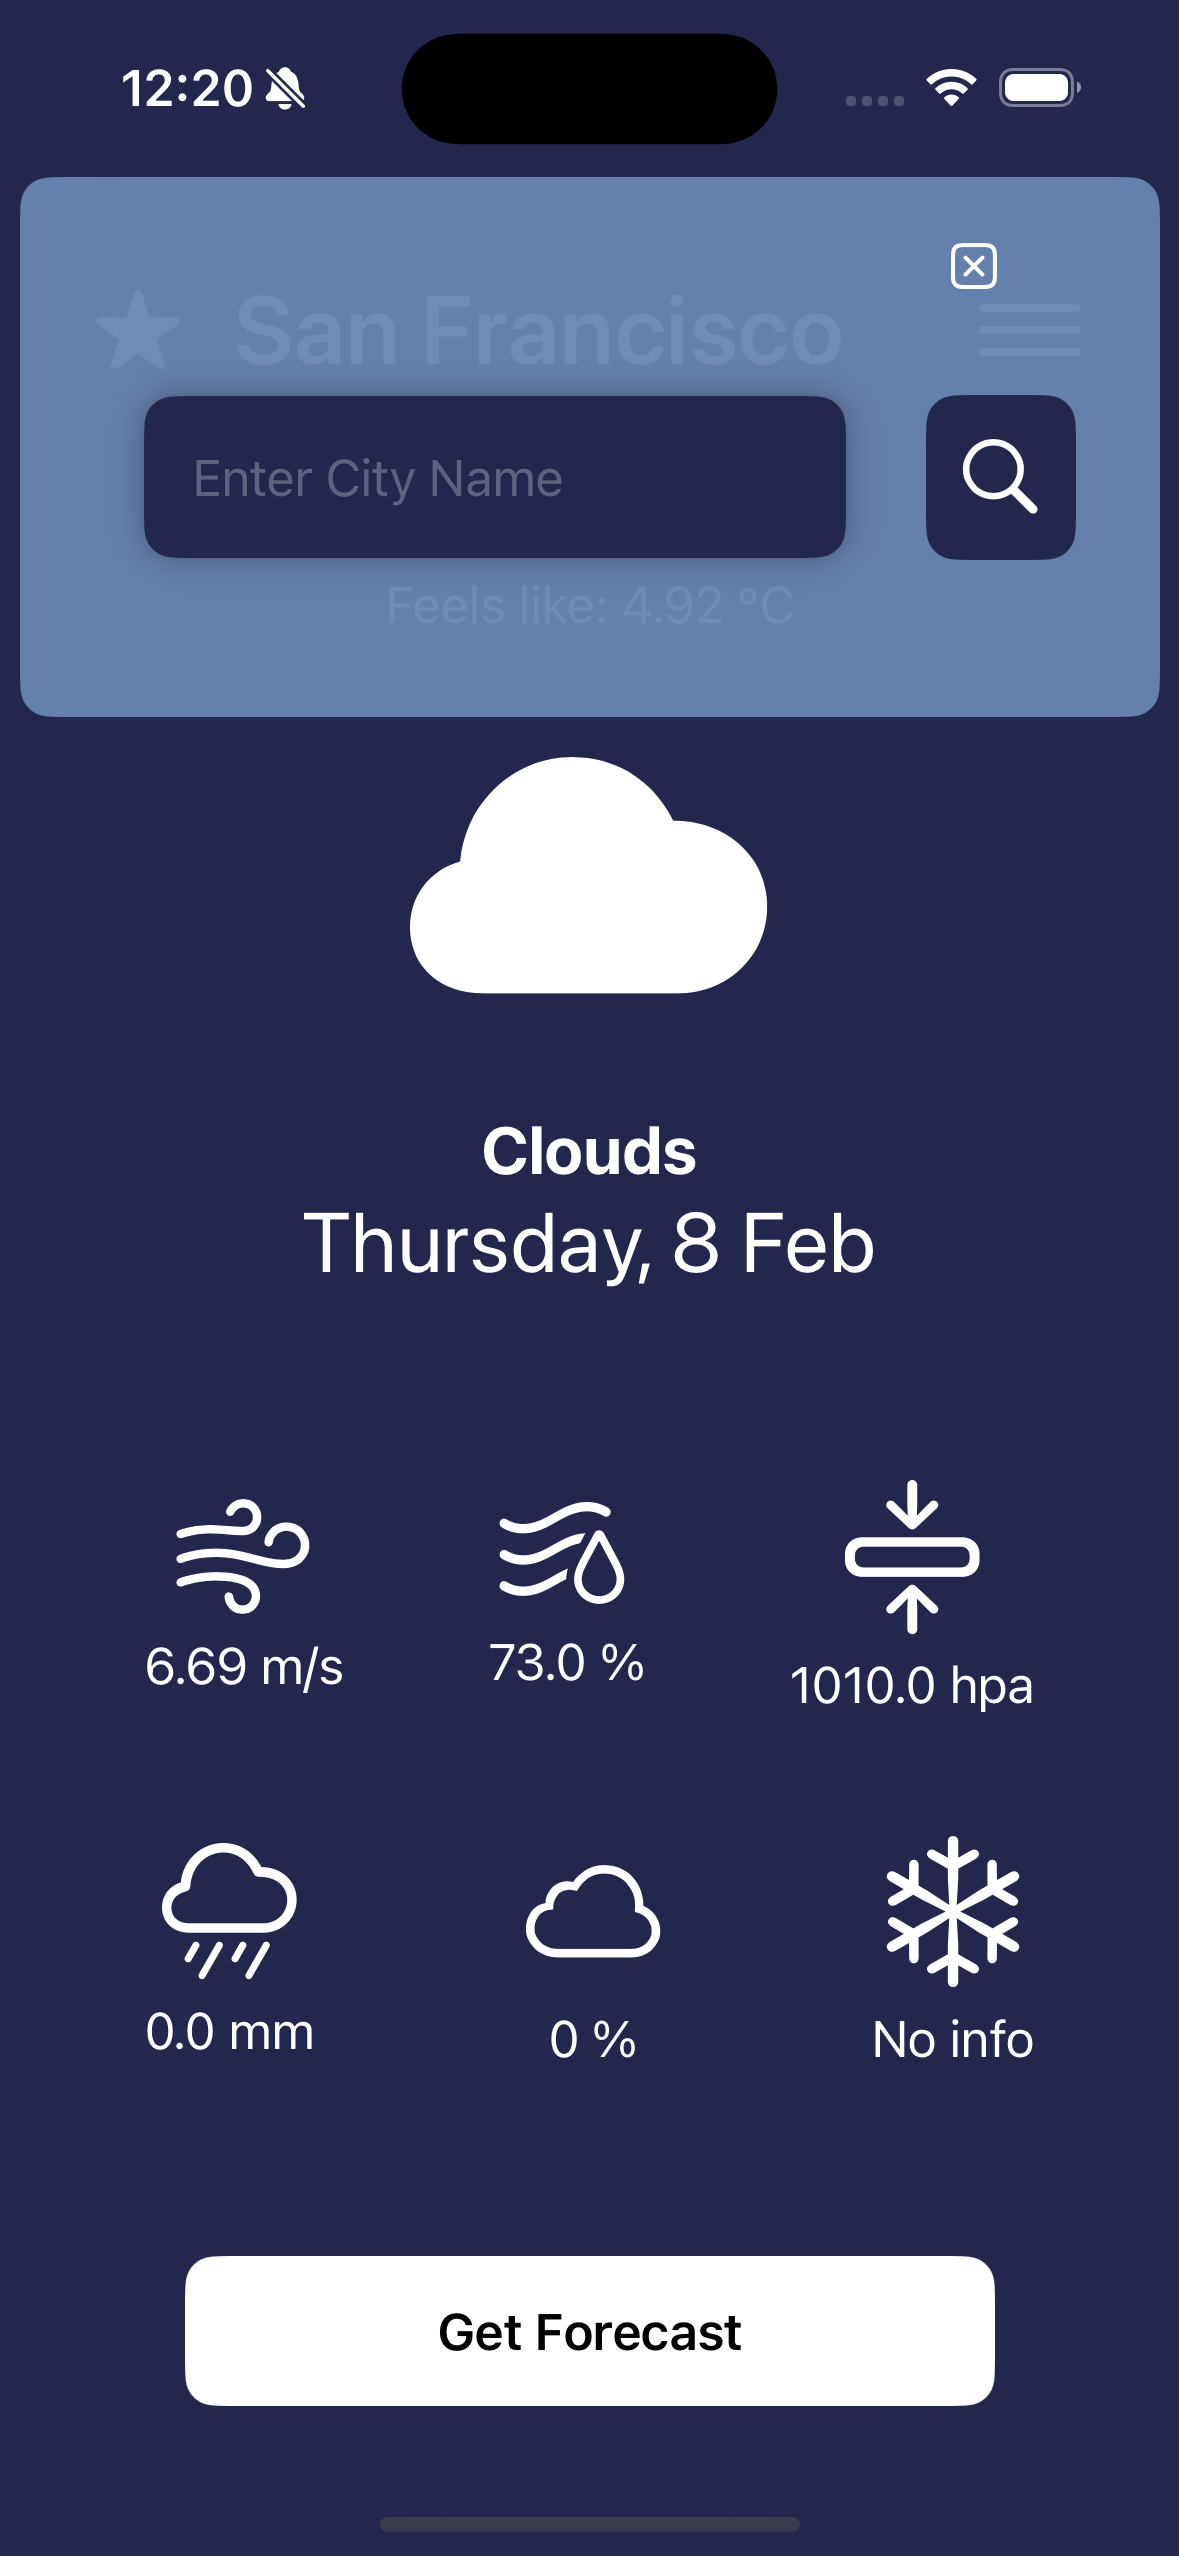 12:20
San Francisco
Enter City Name
Feels like: 4.92 °C
Clouds
Thursday, 8 Feb
6.69 m/s
73.0 %
1010.0 hpa
0.0 mm
0 %
No info
Get Forecast